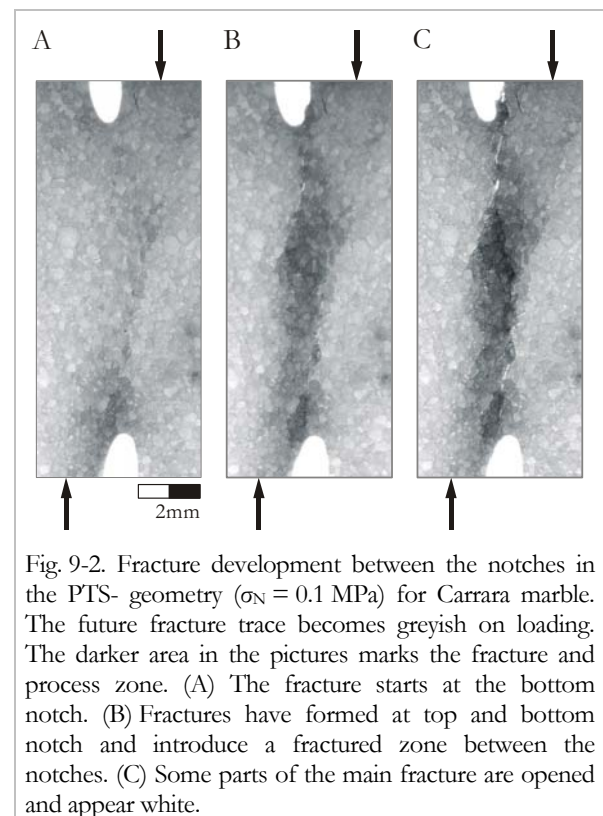 A
B
C
2mm
Fig. 9-2. Fracture development between the notches in
the PTS- geometry (σN = 0.1 MPa) for Carrara marble.
The future fracture trace becomes greyish on loading.
The darker area in the pictures marks the fracture and
process zone. (A) The fracture starts at the bottom
notch. (B) Fractures have formed at top and bottom
notch and introduce a fractured zone between the
notches. (C) Some parts of the main fracture are opened
and appear white.